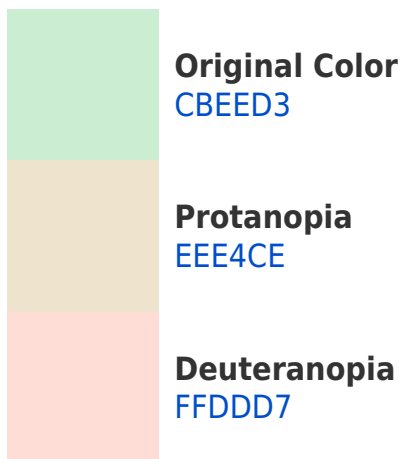 Original Color
CBEED3
Protanopia
EEE4CE
Deuteranopia
FFDDD7